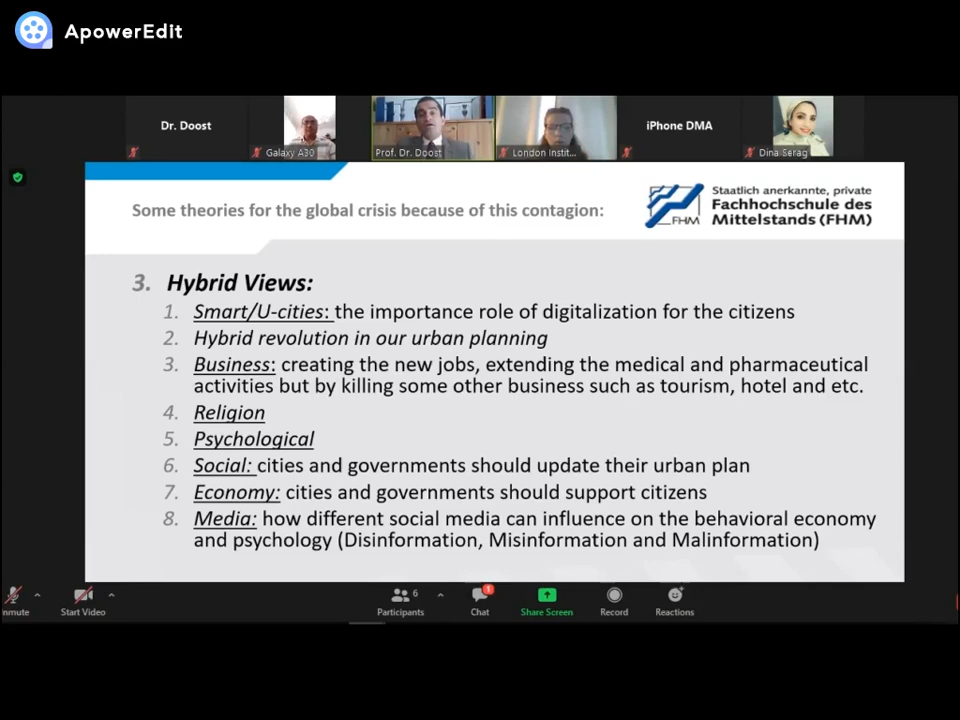 ApowerEdit
Dr. Doost
Galaxy A30
Prof. Dr. Doost
London Instit...
iPhone DMA
Dina Serag
Some theories for the global crisis because of this contagion:
FHM
Staatlich anerkannte, private
Fachhochschule des
Mittelstands (FHM)
3. Hybrid Views:
1. Smart/U-cities: the importance role of digitalization for the citizens
2. Hybrid revolution in our urban planning
3. Business: creating the new jobs, extending the medical and pharmaceutical
activities but by killing some other business such as tourism, hotel and etc.
4. Religion
5. Psychological
6. Social: cities and governments should update their urban plan
7. Economy: cities and governments should support citizens
8. Media: how different social media can influence on the behavioral economy
and psychology (Disinformation, Misinformation and Malinformation)
nmute
Start Video
6
Participants
1
Chat
Share Screen
Record
Reactions